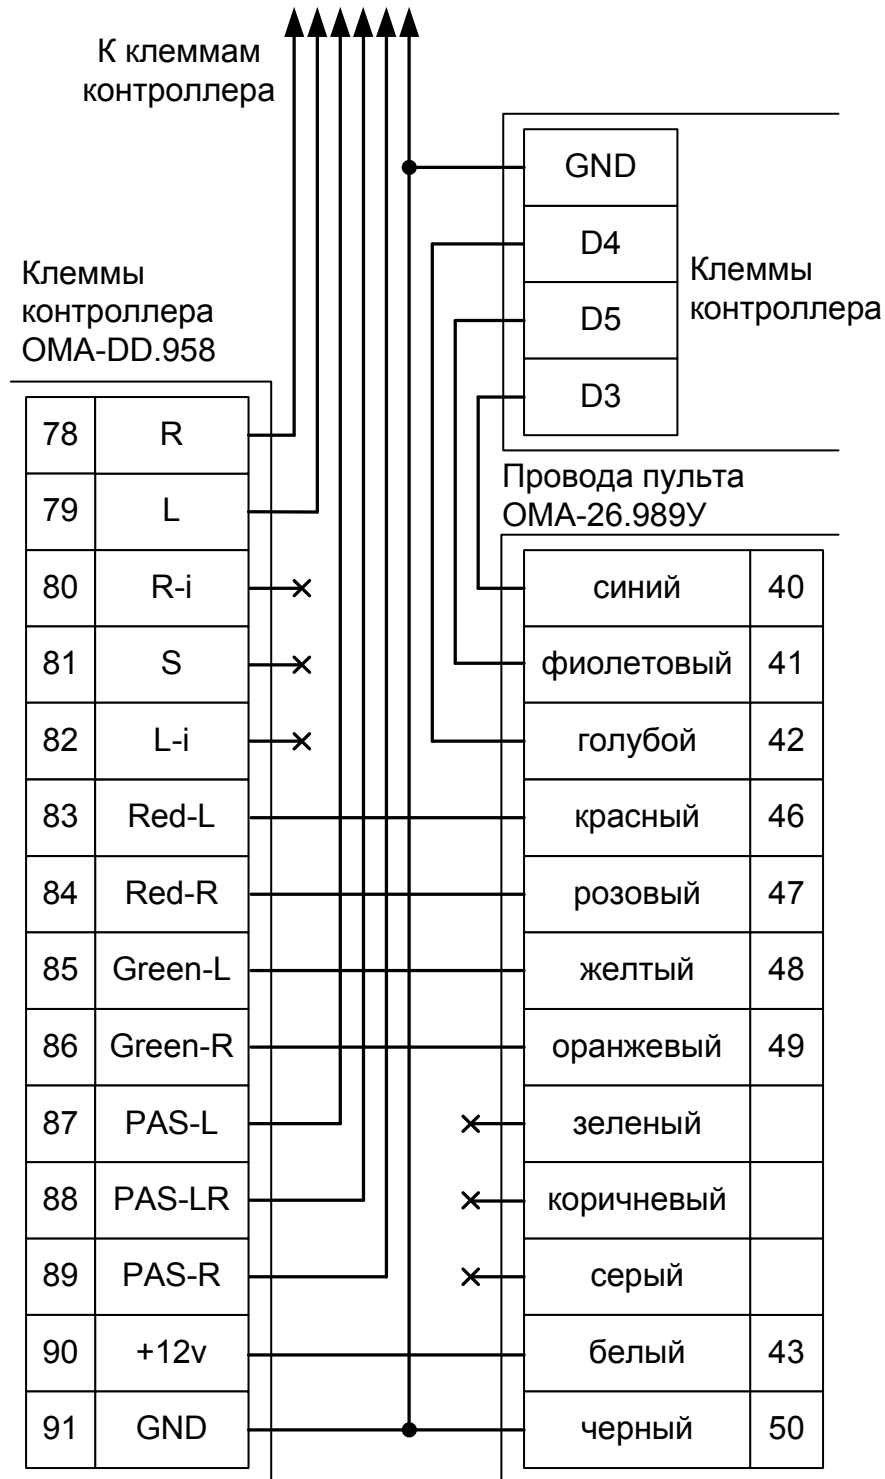 К клеммам
контроллера
GND
D4
D5
D3
Клеммы
контроллера
Клеммы
контроллера
ОМА-DD.958
78 R
79 L
80 R-i
81 S
82 L-i
83 Red-L
84 Red-R
85 Green-L
86 Green-R
87 PAS-L
88 PAS-LR
89 PAS-R
90 +12v
91 GND
Провода пульта
ОМА-26.989У
синий 40
фиолетовый 41
голубой 42
красный 46
розовый 47
желтый 48
оранжевый 49
зеленый
коричневый
серый
белый 43
черный 50